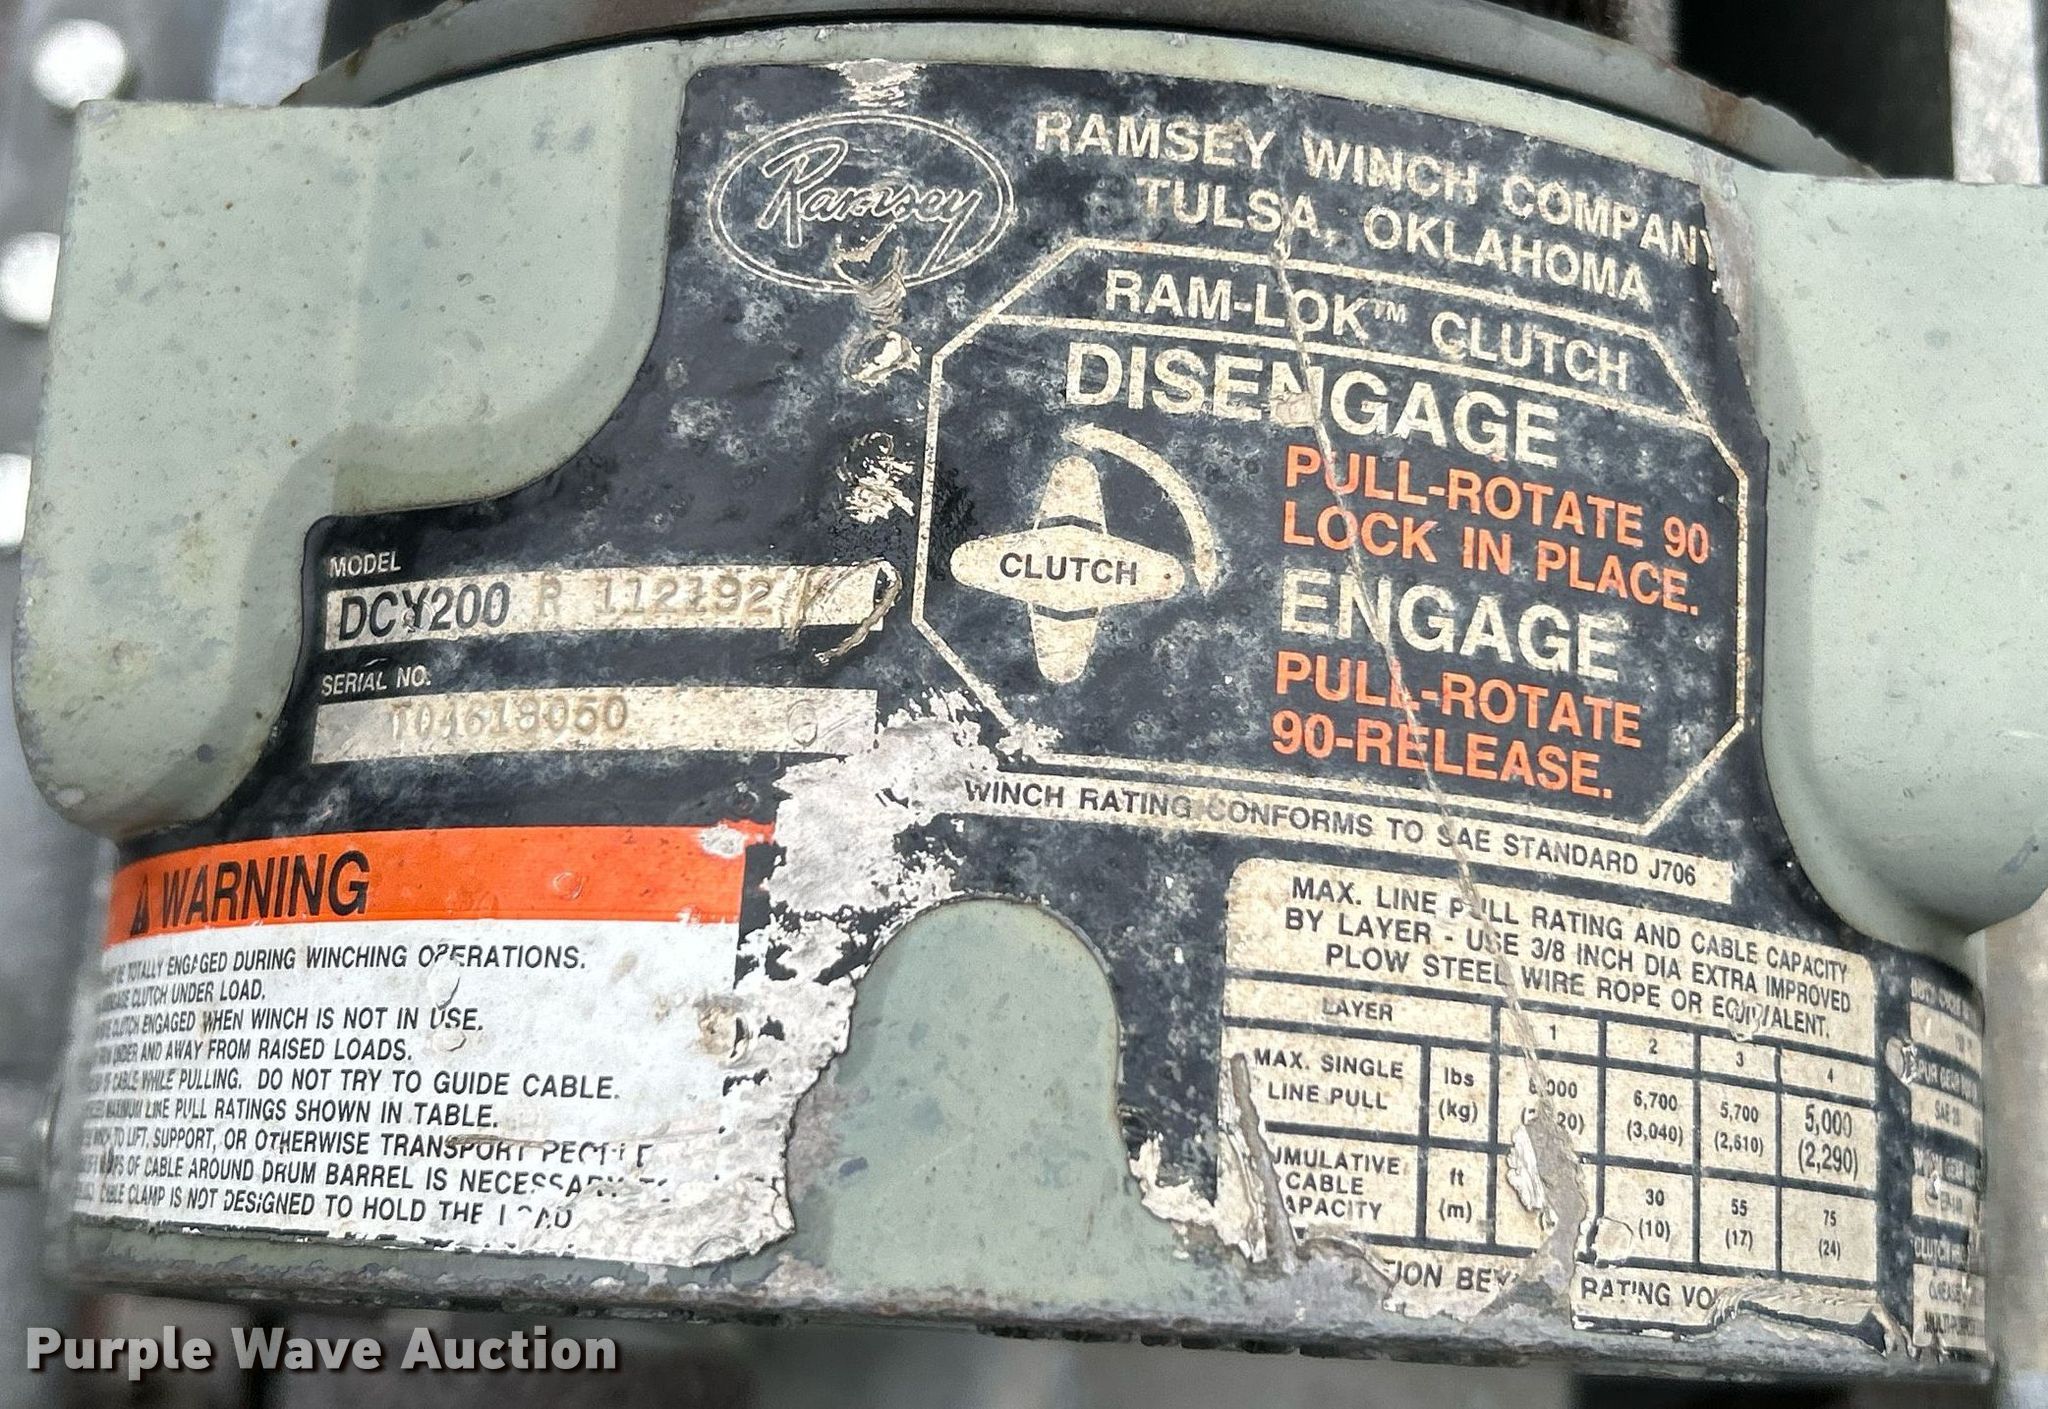 Ramsey
RAMSEY WINCH COMPANY
TULSA, OKLAHOMA
RAM-LOK™ CLUTCH
DISENGAGE
PULL-ROTATE 90
LOCK IN PLACE.
CLUTCH
ENGAGE
PULL-ROTATE
90-RELEASE.
MODEL
DCY200 R 112192
SERIAL NO.
WINCH RATING CONFORMS TO SAE STANDARD J706
WARNING
TOTALLY ENGAGED DURING WINCHING OPERATIONS.
CLUTCH UNDER LOAD.
CLUTCH ENGAGED WHEN WINCH IS NOT IN USE.
UNDER AND AWAY FROM RAISED LOADS.
OF CABLE WHILE PULLING. DO NOT TRY TO GUIDE CABLE.
MAXIMUM LINE PULL RATINGS SHOWN IN TABLE.
TO LIFT, SUPPORT, OR OTHERWISE TRANSPORT PEOPLE
OF CABLE AROUND DRUM BARREL IS NECESSARY
CABLE CLAMP IS NOT DESIGNED TO HOLD THE LOAD
MAX. LINE PULL RATING AND CABLE CAPACITY
BY LAYER - USE 3/8 INCH DIA EXTRA IMPROVED
PLOW STEEL WIRE ROPE OR EQUIVALENT.
LAYER 1 2 3 4
MAX. SINGLE LINE PULL lbs 6,700 5,700 5,000
(kg) (3,040) (2,610) (2,290)
CABLE CAPACITY ft 30 55 75
(m) (10) (17) (24)
RATING
Purple Wave Auction